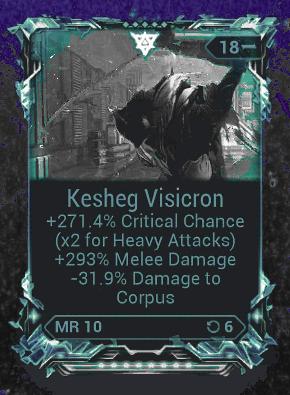 18
Kesheg Visicron
+271.4% Critical Chance
(x2 for Heavy Attacks)
+293% Melee Damage
-31.9% Damage to
Corpus
MR 10 6